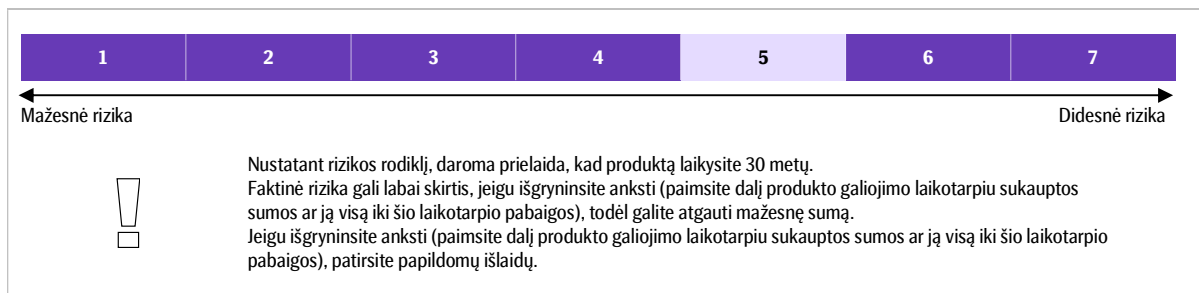 1 2 3 4 5 6 7
Mažesnė rizika Didesnė rizika
Nustatant rizikos rodiklį, daroma prielaida, kad produktą laikysite 30 metų.
Faktinė rizika gali labai skirtis, jeigu išgryninsite anksti (paimsite dalį produkto galiojimo laikotarpiu sukauptos
sumos ar ją visą iki šio laikotarpio pabaigos), todėl galite atgauti mažesnę sumą.
Jeigu išgryninsite anksti (paimsite dalį produkto galiojimo laikotarpiu sukauptos sumos ar ją visą iki šio laikotarpio
pabaigos), patirsite papildomų išlaidų.